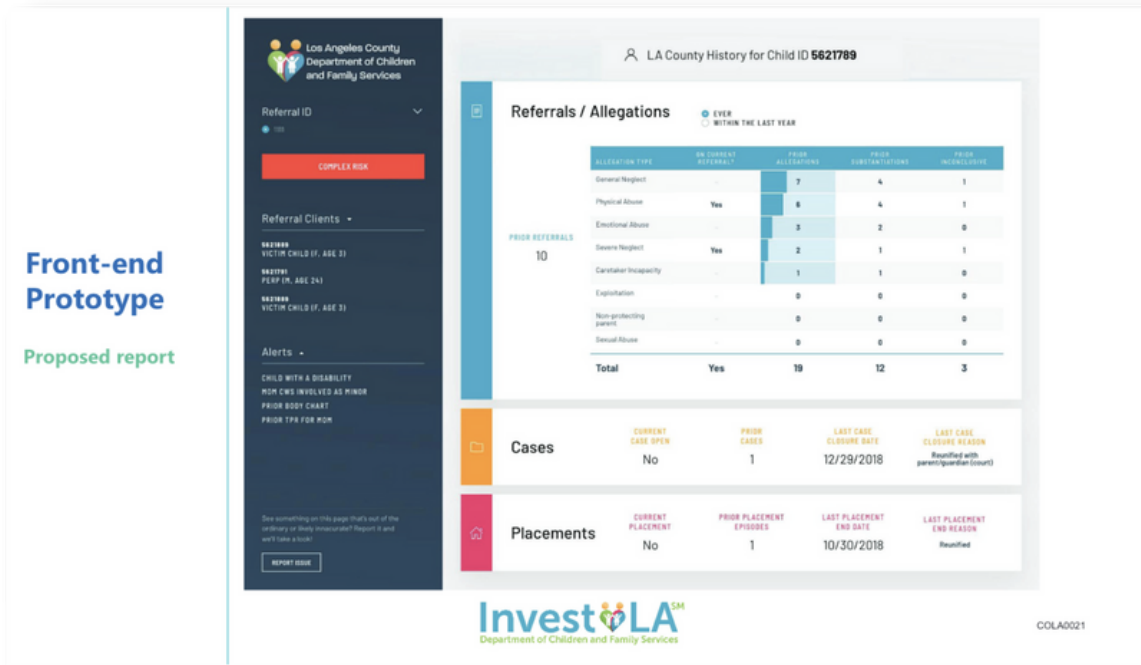 Front-end
Prototype
Proposed report
Los Angeles County
Department of Children
and Family Services
Referral ID
COMPLEX RISK
Referral Clients
VICTIM CHILD (F, AGE 3)
5621791
PERP (M, AGE 24)
VICTIM CHILD (F, AGE 3)
Alerts
CHILD WITH A DISABILITY
MOM CWS INVOLVED AS MINOR
PRIOR BODY CHART
PRIOR TPR FOR MOM
See something on this page that's out of the
ordinary or likely inaccurate? Report it and
we'll take a look!
REPORT ISSUE
LA County History for Child ID 5621789
Referrals / Allegations
EVER
WITHIN THE LAST YEAR
PRIOR REFERRALS
10
ALLEGATION TYPE ON CURRENT REFERRAL? PRIOR ALLEGATIONS PRIOR SUBSTANTIATIONS PRIOR INCONCLUSIVE
General Neglect - 7 4 1
Physical Abuse Yes 6 4 1
Emotional Abuse - 3 2 0
Severe Neglect Yes 2 1 1
Caretaker Incapacity - 1 1 0
Exploitation - 0 0 0
Non-protecting
parent - 0 0 0
Sexual Abuse - 0 0 0
Total Yes 19 12 3
Cases
CURRENT
CASE OPEN
No
PRIOR
CASES
1
LAST CASE
CLOSURE DATE
12/29/2018
LAST CASE
CLOSURE REASON
Reunified with
parent/guardian (court)
Placements
CURRENT
PLACEMENT
No
PRIOR PLACEMENT
EPISODES
1
LAST PLACEMENT
END DATE
10/30/2018
LAST PLACEMENT
END REASON
Reunified
Invest LA SM
Department of Children and Family Services
COLA0021